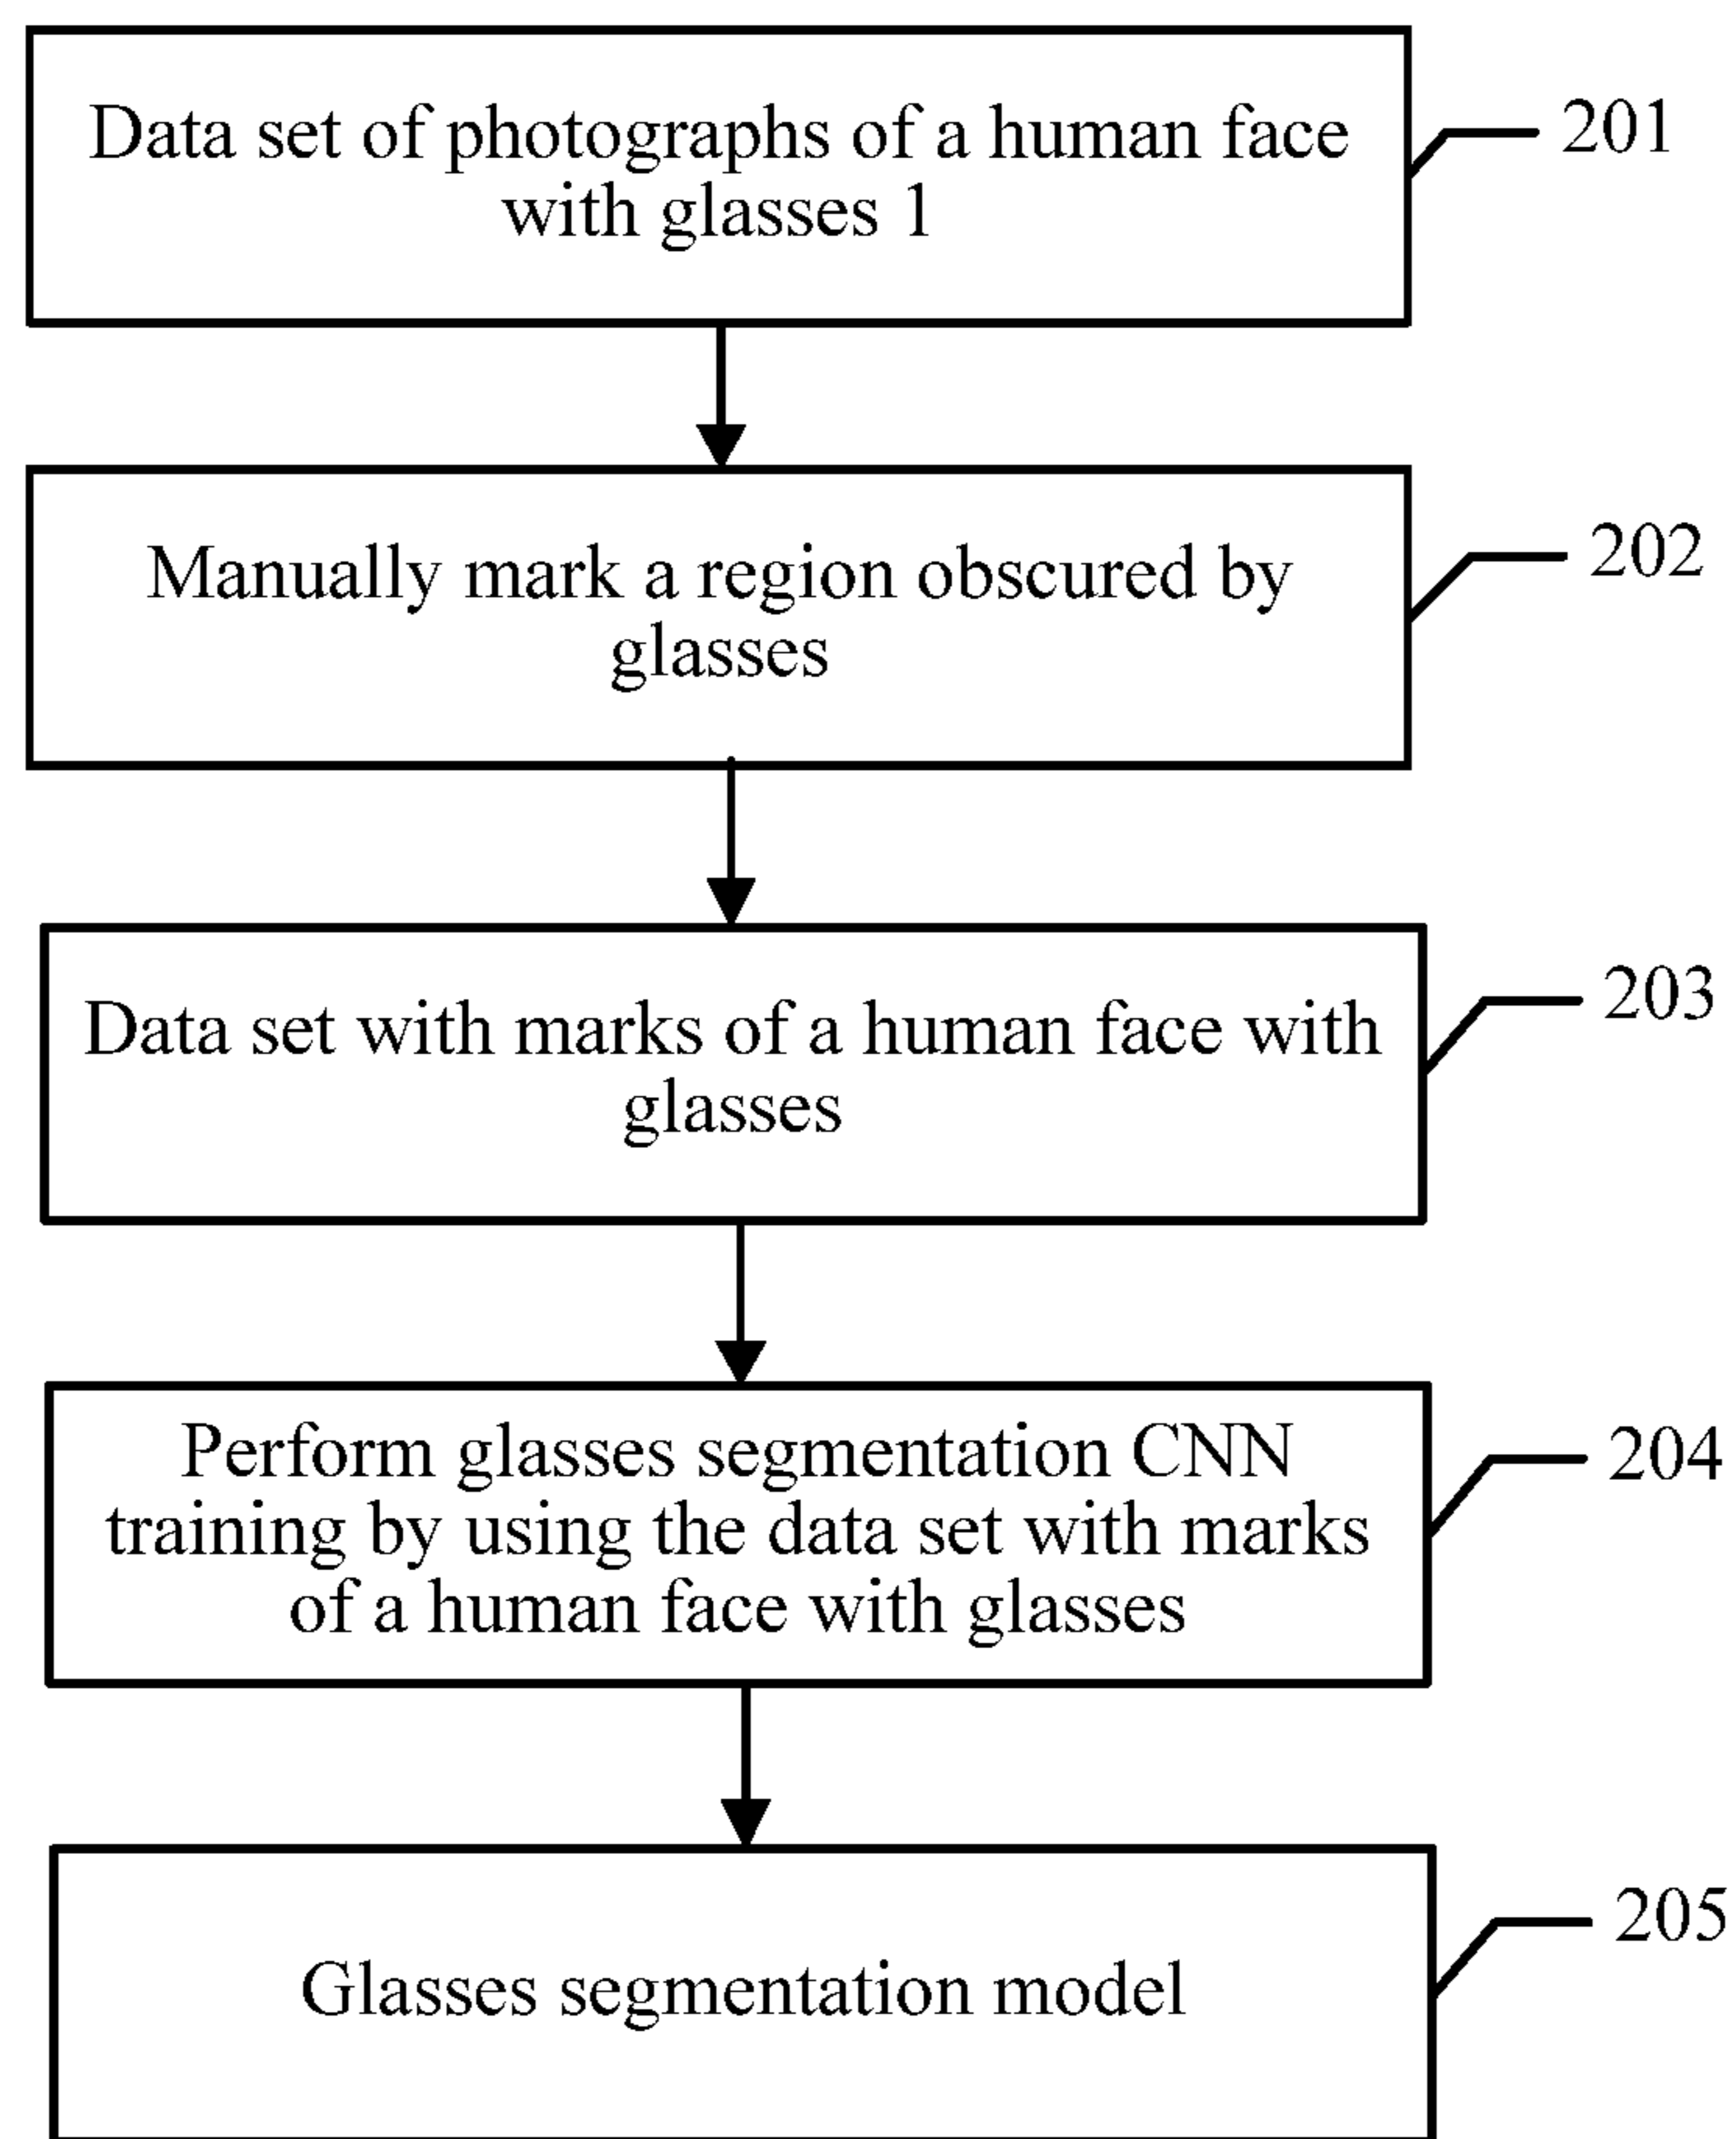 Data set of photographs of a human face
with glasses 1
201
Manually mark a region obscured by
glasses
202
Data set with marks of a human face with
glasses
203
Perform glasses segmentation CNN
training by using the data set with marks
of a human face with glasses
204
Glasses segmentation model
205